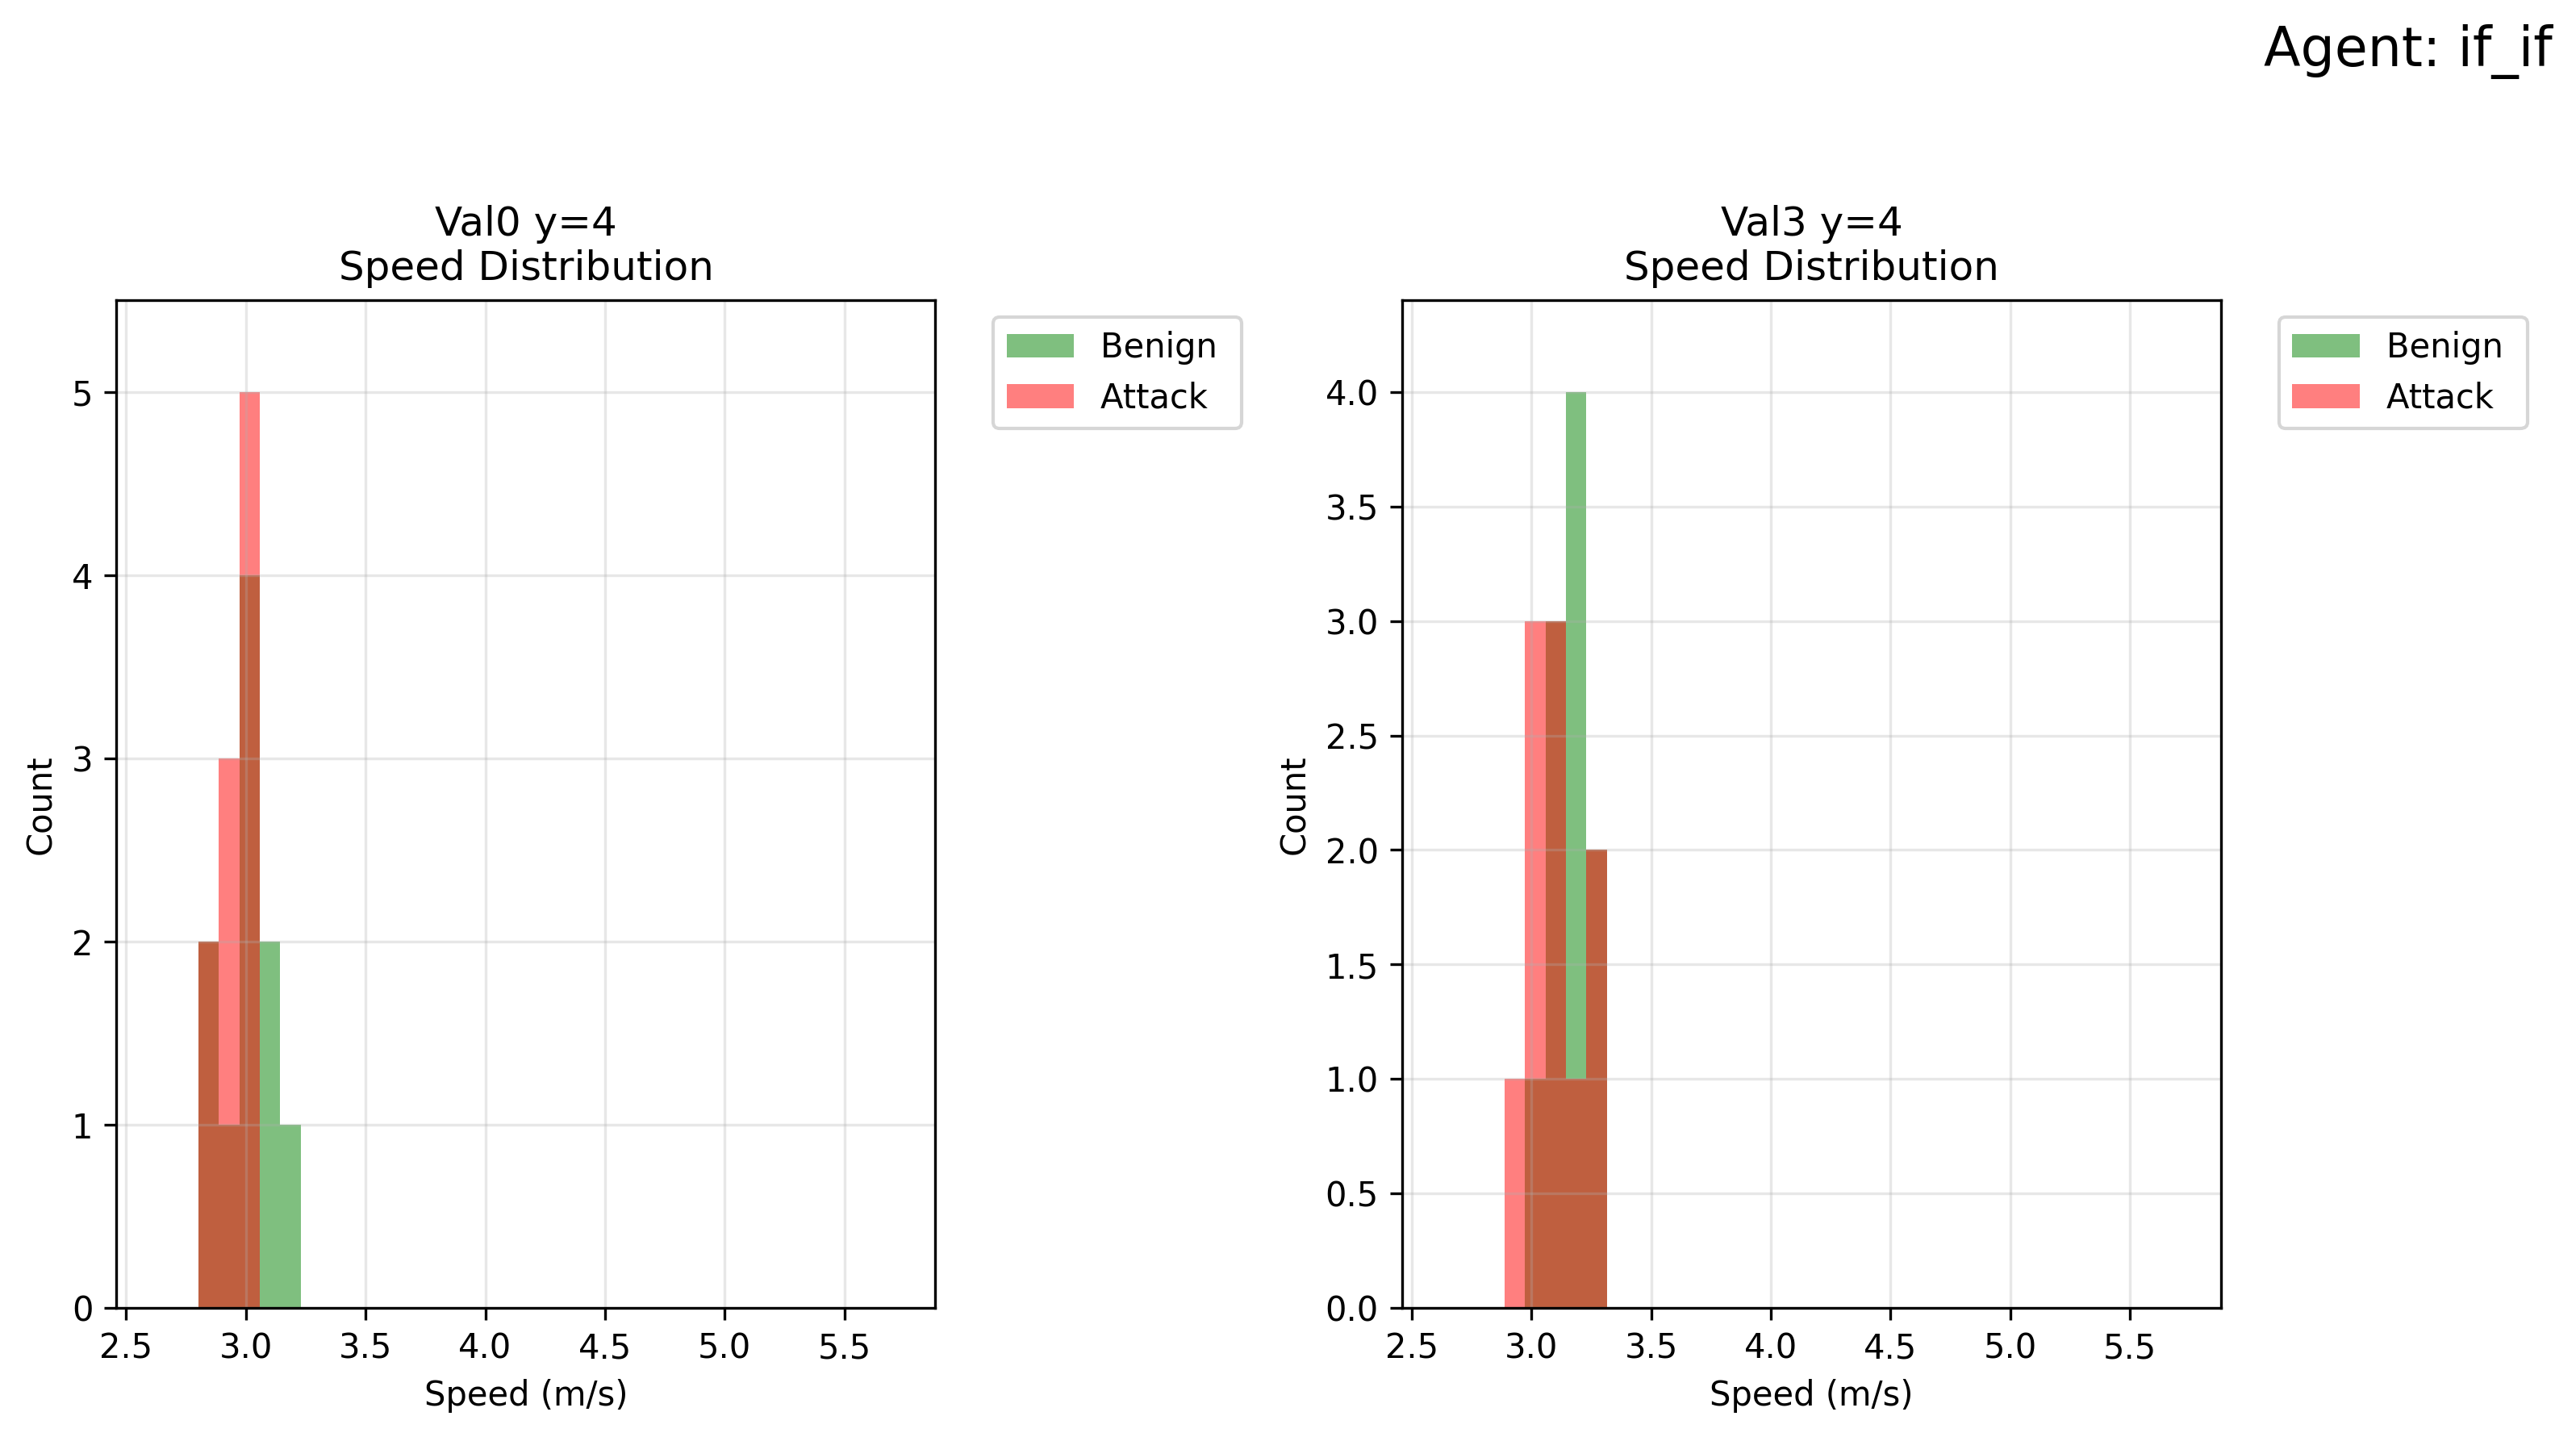 Agent: if_if
Val0 y=4
Speed Distribution
Benign
Attack
5
4
3
2
1
0
Count
2.5 3.0 3.5 4.0 4.5 5.0 5.5
Speed (m/s)
Val3 y=4
Speed Distribution
Benign
Attack
4.0
3.5
3.0
2.5
2.0
1.5
1.0
0.5
0.0
Count
2.5 3.0 3.5 4.0 4.5 5.0 5.5
Speed (m/s)